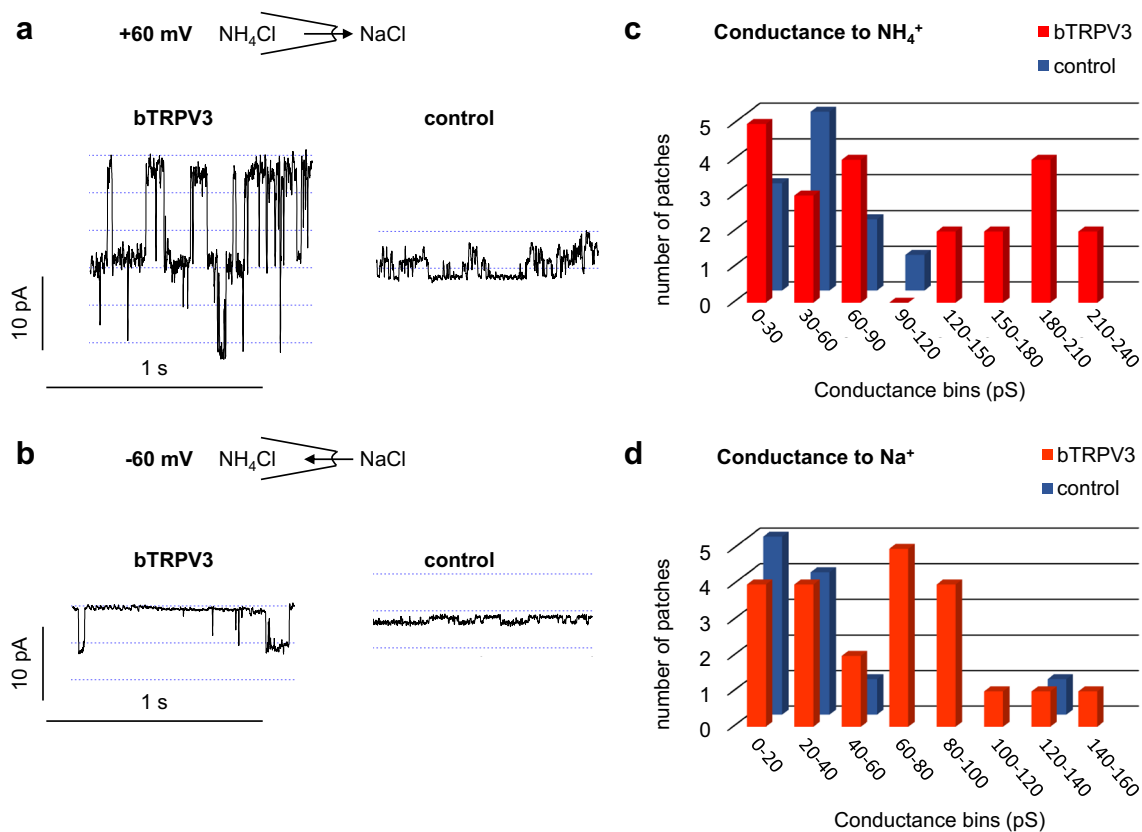 a
+60 mV NH₄Cl NaCl
bTRPV3 control
10 pA
1 s
b
-60 mV NH₄Cl NaCl
bTRPV3 control
10 pA
1 s
c
Conductance to NH₄⁺
bTRPV3
control
number of patches
5
4
3
2
1
0
0-30 30-60 60-90 90-120 120-150 150-180 180-210 210-240
Conductance bins (pS)
d
Conductance to Na⁺
bTRPV3
control
number of patches
5
4
3
2
1
0
0-20 20-40 40-60 60-80 80-100 100-120 120-140 140-160
Conductance bins (pS)